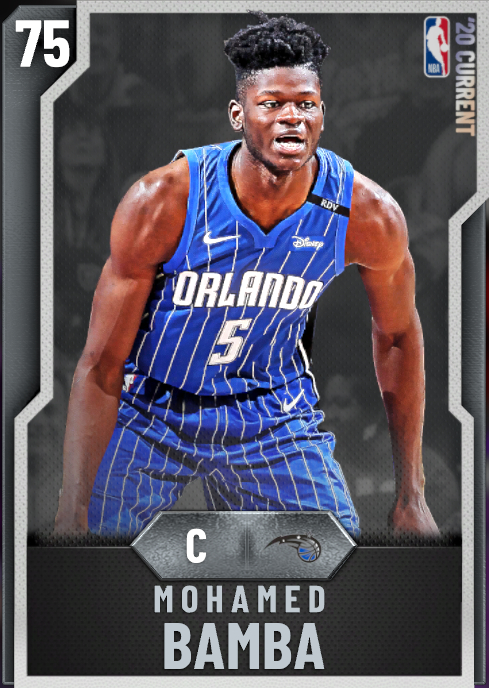 75
NBA
'20 CURRENT
RDV
Disney
ORLANDO
5
C
MOHAMED
BAMBA